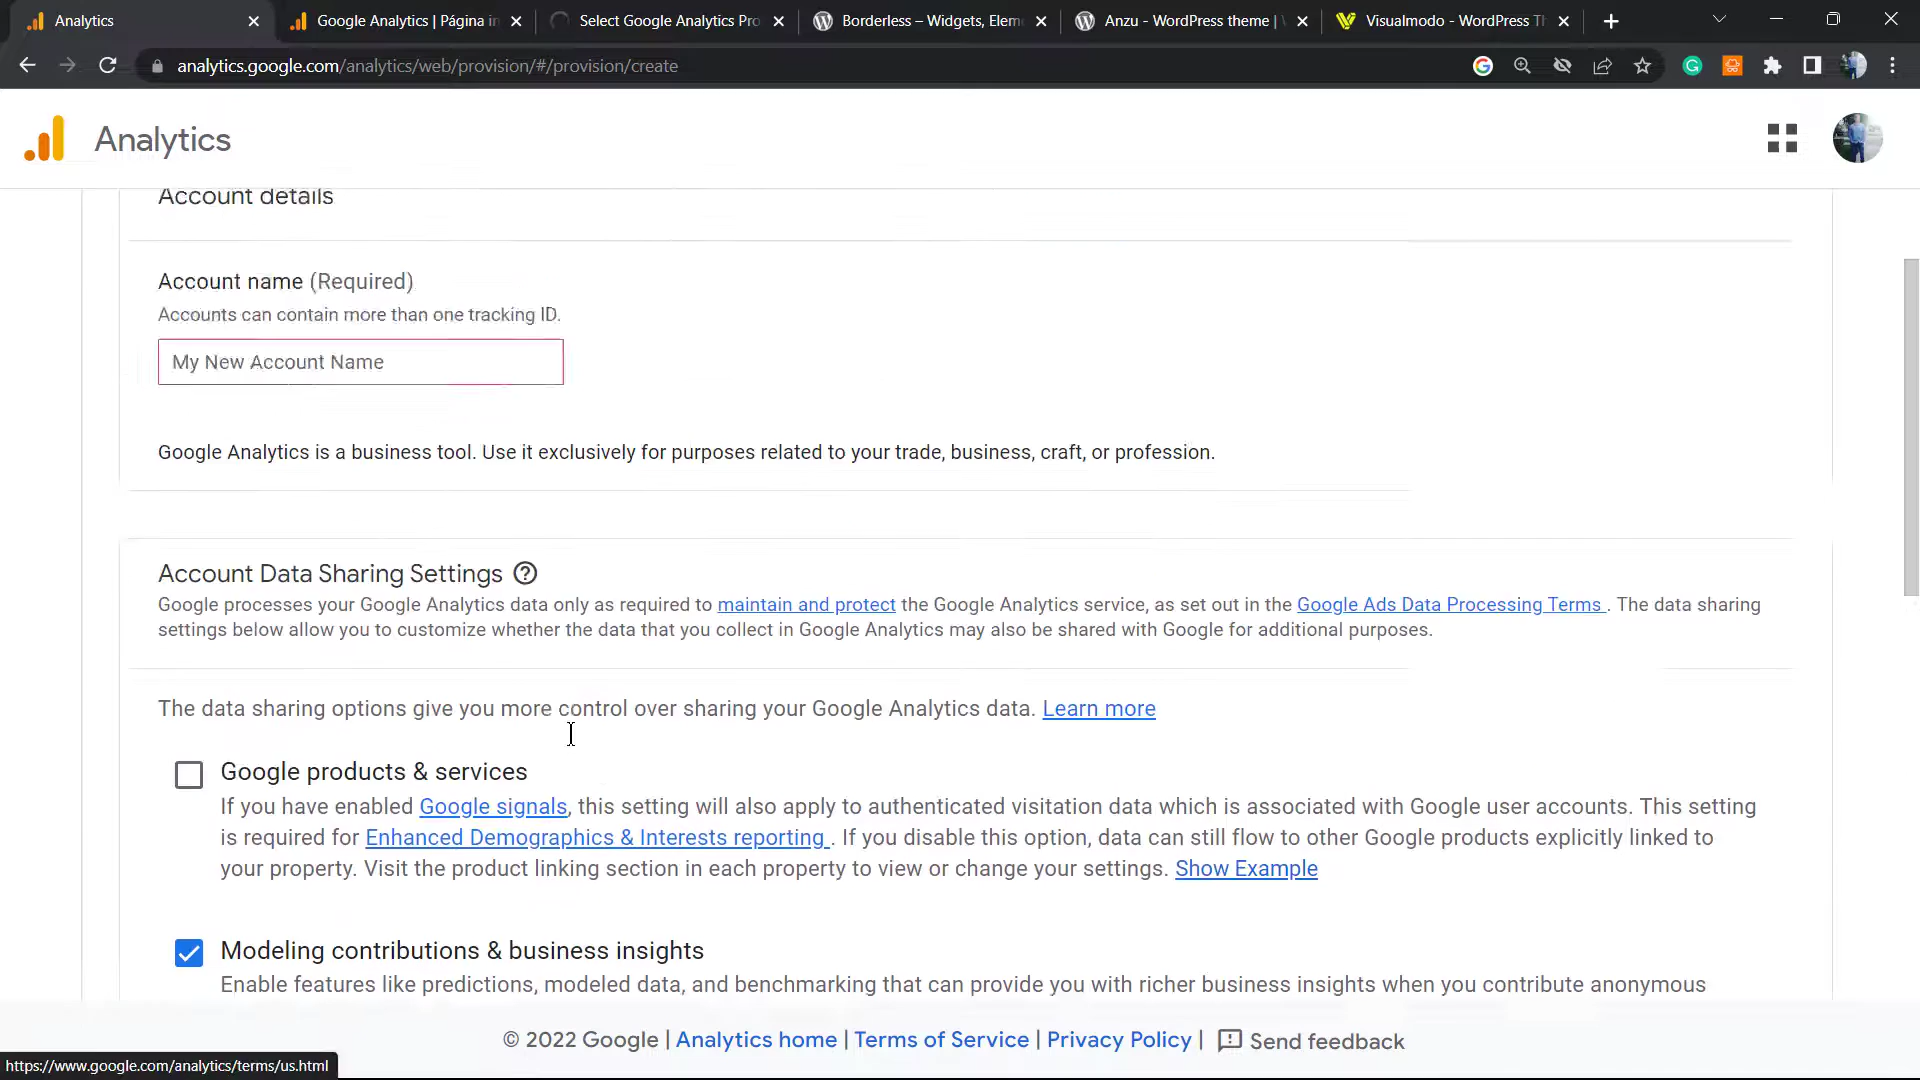 Analytics
Google Analytics | Página in
Select Google Analytics Pro
Borderless – Widgets, Elem
Anzu - WordPress theme |
Visualmodo - WordPress Th
analytics.google.com/analytics/web/provision/#/provision/create
Analytics
Account details
Account name (Required)
Accounts can contain more than one tracking ID.
My New Account Name
Google Analytics is a business tool. Use it exclusively for purposes related to your trade, business, craft, or profession.
Account Data Sharing Settings
Google processes your Google Analytics data only as required to maintain and protect the Google Analytics service, as set out in the Google Ads Data Processing Terms . The data sharing
settings below allow you to customize whether the data that you collect in Google Analytics may also be shared with Google for additional purposes.
The data sharing options give you more control over sharing your Google Analytics data. Learn more
Google products & services
If you have enabled Google signals, this setting will also apply to authenticated visitation data which is associated with Google user accounts. This setting
is required for Enhanced Demographics & Interests reporting . If you disable this option, data can still flow to other Google products explicitly linked to
your property. Visit the product linking section in each property to view or change your settings. Show Example
Modeling contributions & business insights
Enable features like predictions, modeled data, and benchmarking that can provide you with richer business insights when you contribute anonymous
© 2022 Google | Analytics home | Terms of Service | Privacy Policy | Send feedback
https://www.google.com/analytics/terms/us.html